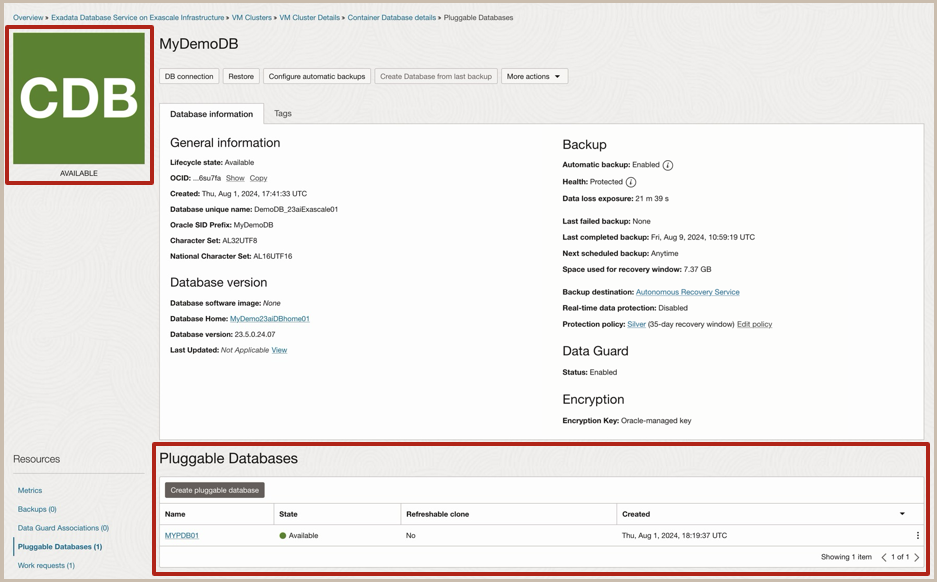 Overview » Exadata Database Service on Exascale Infrastructure » VM Clusters » VM Cluster Details » Container Database details » Pluggable Databases
CDB
AVAILABLE
MyDemoDB
DB connection
Restore
Configure automatic backups
Create Database from last backup
More actions
Database information
Tags
General information
Lifecycle state: Available
OCID: ...6su7fa Show Copy
Created: Thu, Aug 1, 2024, 17:41:33 UTC
Database unique name: DemoDB_23aiExascale01
Oracle SID Prefix: MyDemoDB
Character Set: AL32UTF8
National Character Set: AL16UTF16
Database version
Database software image: None
Database Home: MyDemo23aiDBhome01
Database version: 23.5.0.24.07
Last Updated: Not Applicable View
Backup
Automatic backup: Enabled
Health: Protected
Data loss exposure: 21 m 39 s
Last failed backup: None
Last completed backup: Fri, Aug 9, 2024, 10:59:19 UTC
Next scheduled backup: Anytime
Space used for recovery window: 7.37 GB
Backup destination: Autonomous Recovery Service
Real-time data protection: Disabled
Protection policy: Silver (35-day recovery window) Edit policy
Data Guard
Status: Enabled
Encryption
Encryption Key: Oracle-managed key
Resources
Metrics
Backups (0)
Data Guard Associations (0)
Pluggable Databases (1)
Work requests (1)
Pluggable Databases
Create pluggable database
Name State Refreshable clone Created
MYPDB01 Available No Thu, Aug 1, 2024, 18:19:37 UTC
Showing 1 item < 1 of 1 >